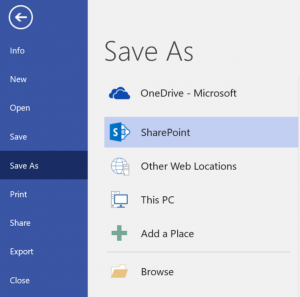 Info
New
Open
Save
Save As
Print
Share
Export
Close
Save As
OneDrive - Microsoft
S
SharePoint
Other Web Locations
This PC
Add a Place
Browse